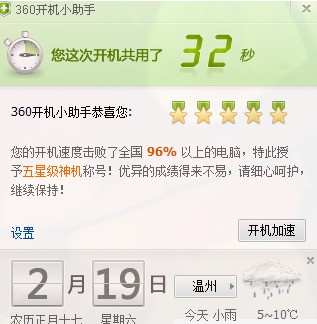 360开机小助手
您这次开机共用了 32 秒
360开机小助手恭喜您:
您的开机速度击败了全国 96% 以上的电脑，特此授
予五星级神机称号！优异的成绩得来不易，请细心呵护，
继续保持！
设置
开机加速
2 月 19 日
温州
农历正月十七 星期六
今天 小雨
5~10℃